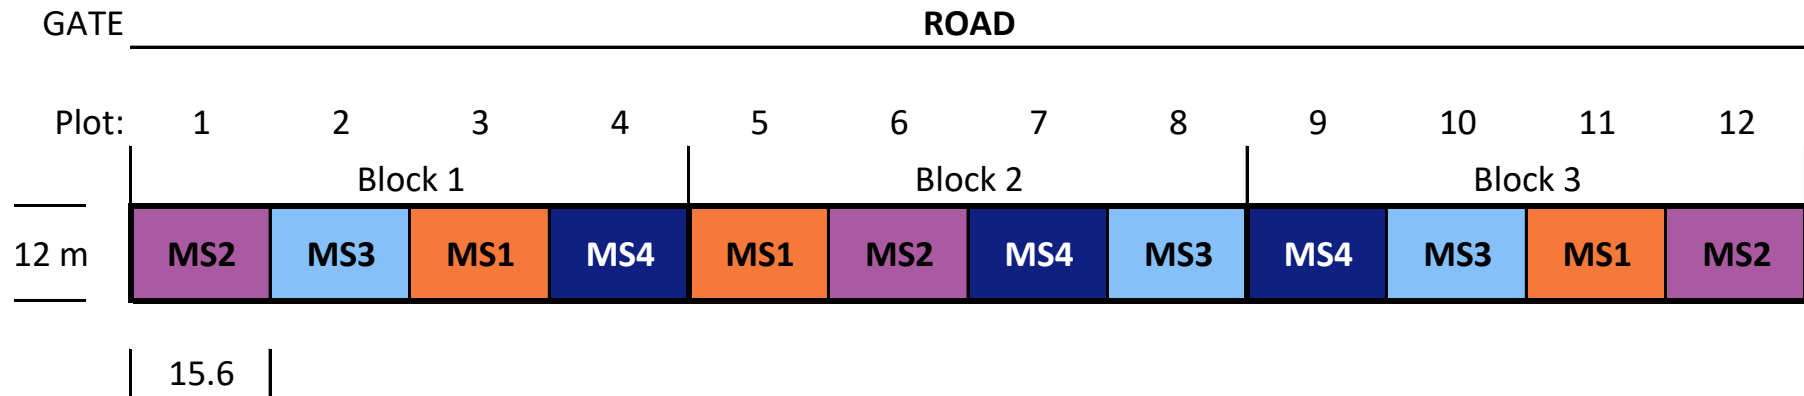 GATE ROAD
Plot: 1 2 3 4 5 6 7 8 9 10 11 12
Block 1 Block 2 Block 3
12 m MS2 MS3 MS1 MS4 MS1 MS2 MS4 MS3 MS4 MS3 MS1 MS2
15.6